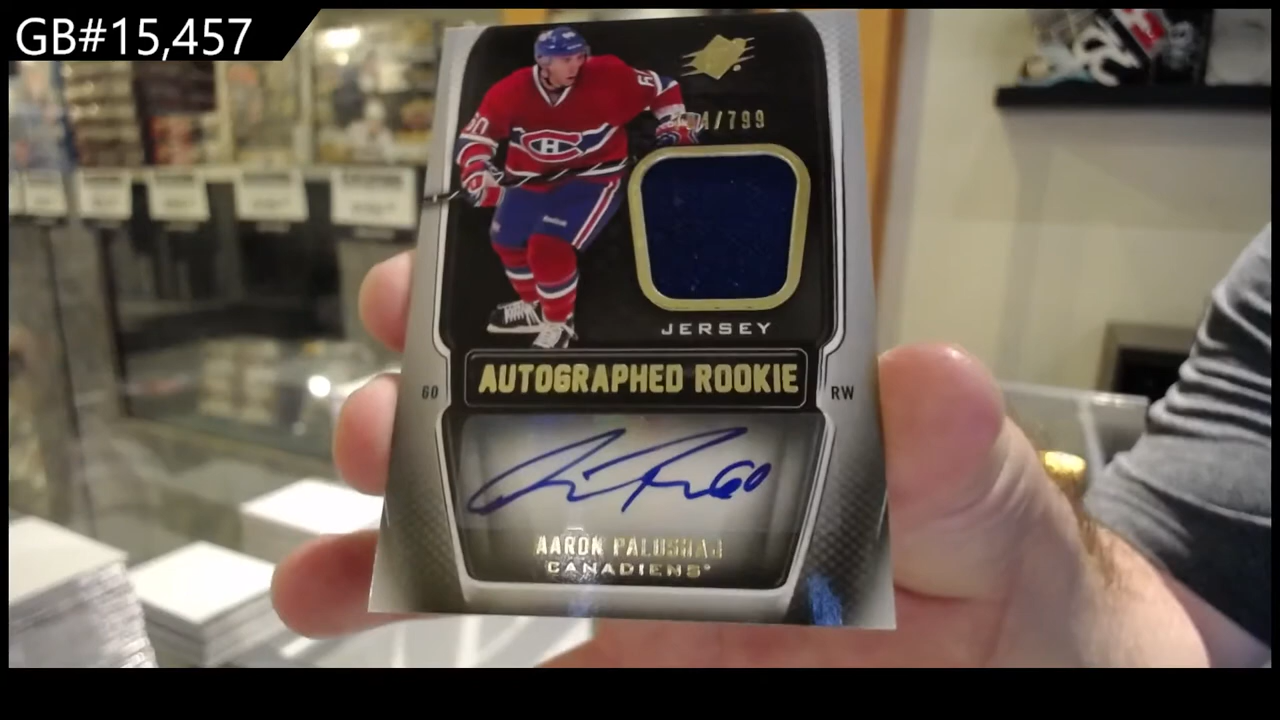 GB#15,457
/799
JERSEY
AUTOGRAPHED ROOKIE
60
RW
AARON PALUSHAJ
CANADIENS